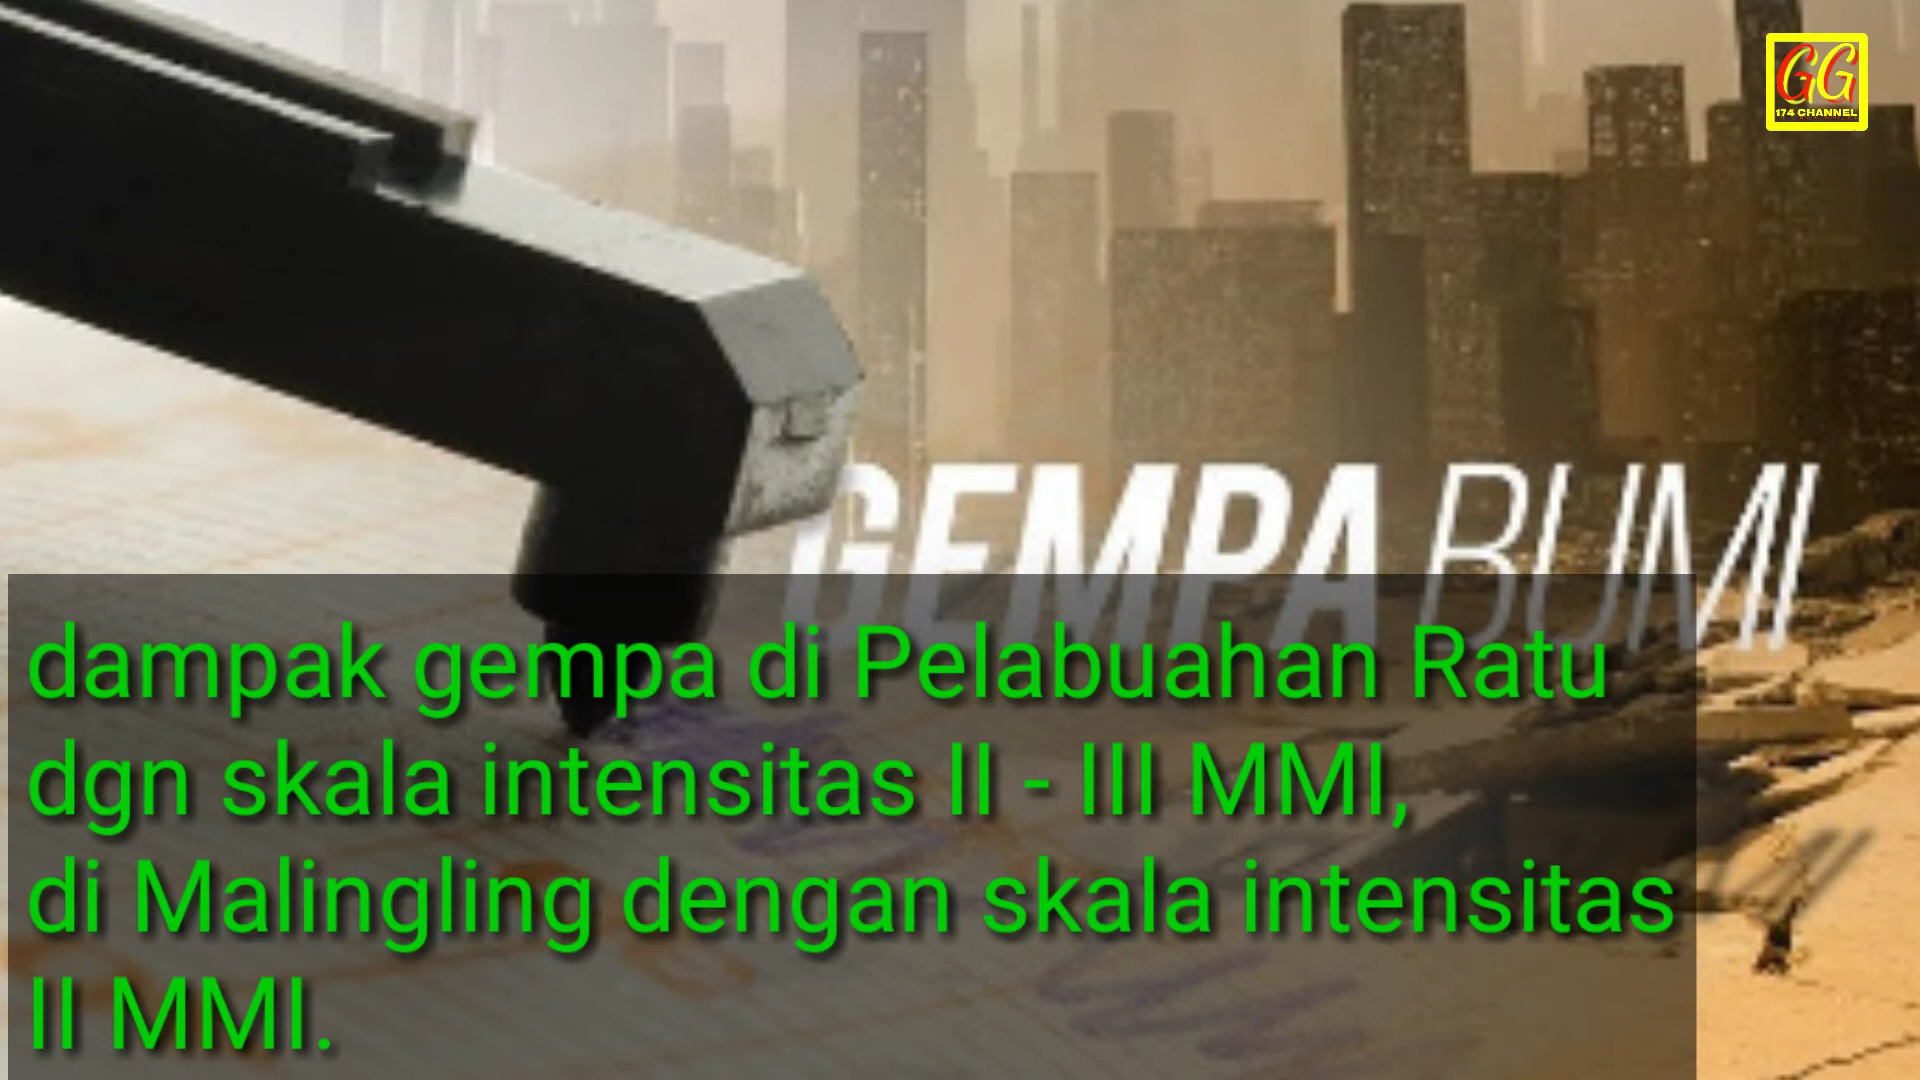 GG
174 CHANNEL
GEMPA BUMI
dampak gempa di Pelabuahan Ratu
dgn skala intensitas II - III MMI,
di Malingling dengan skala intensitas
II MMI.